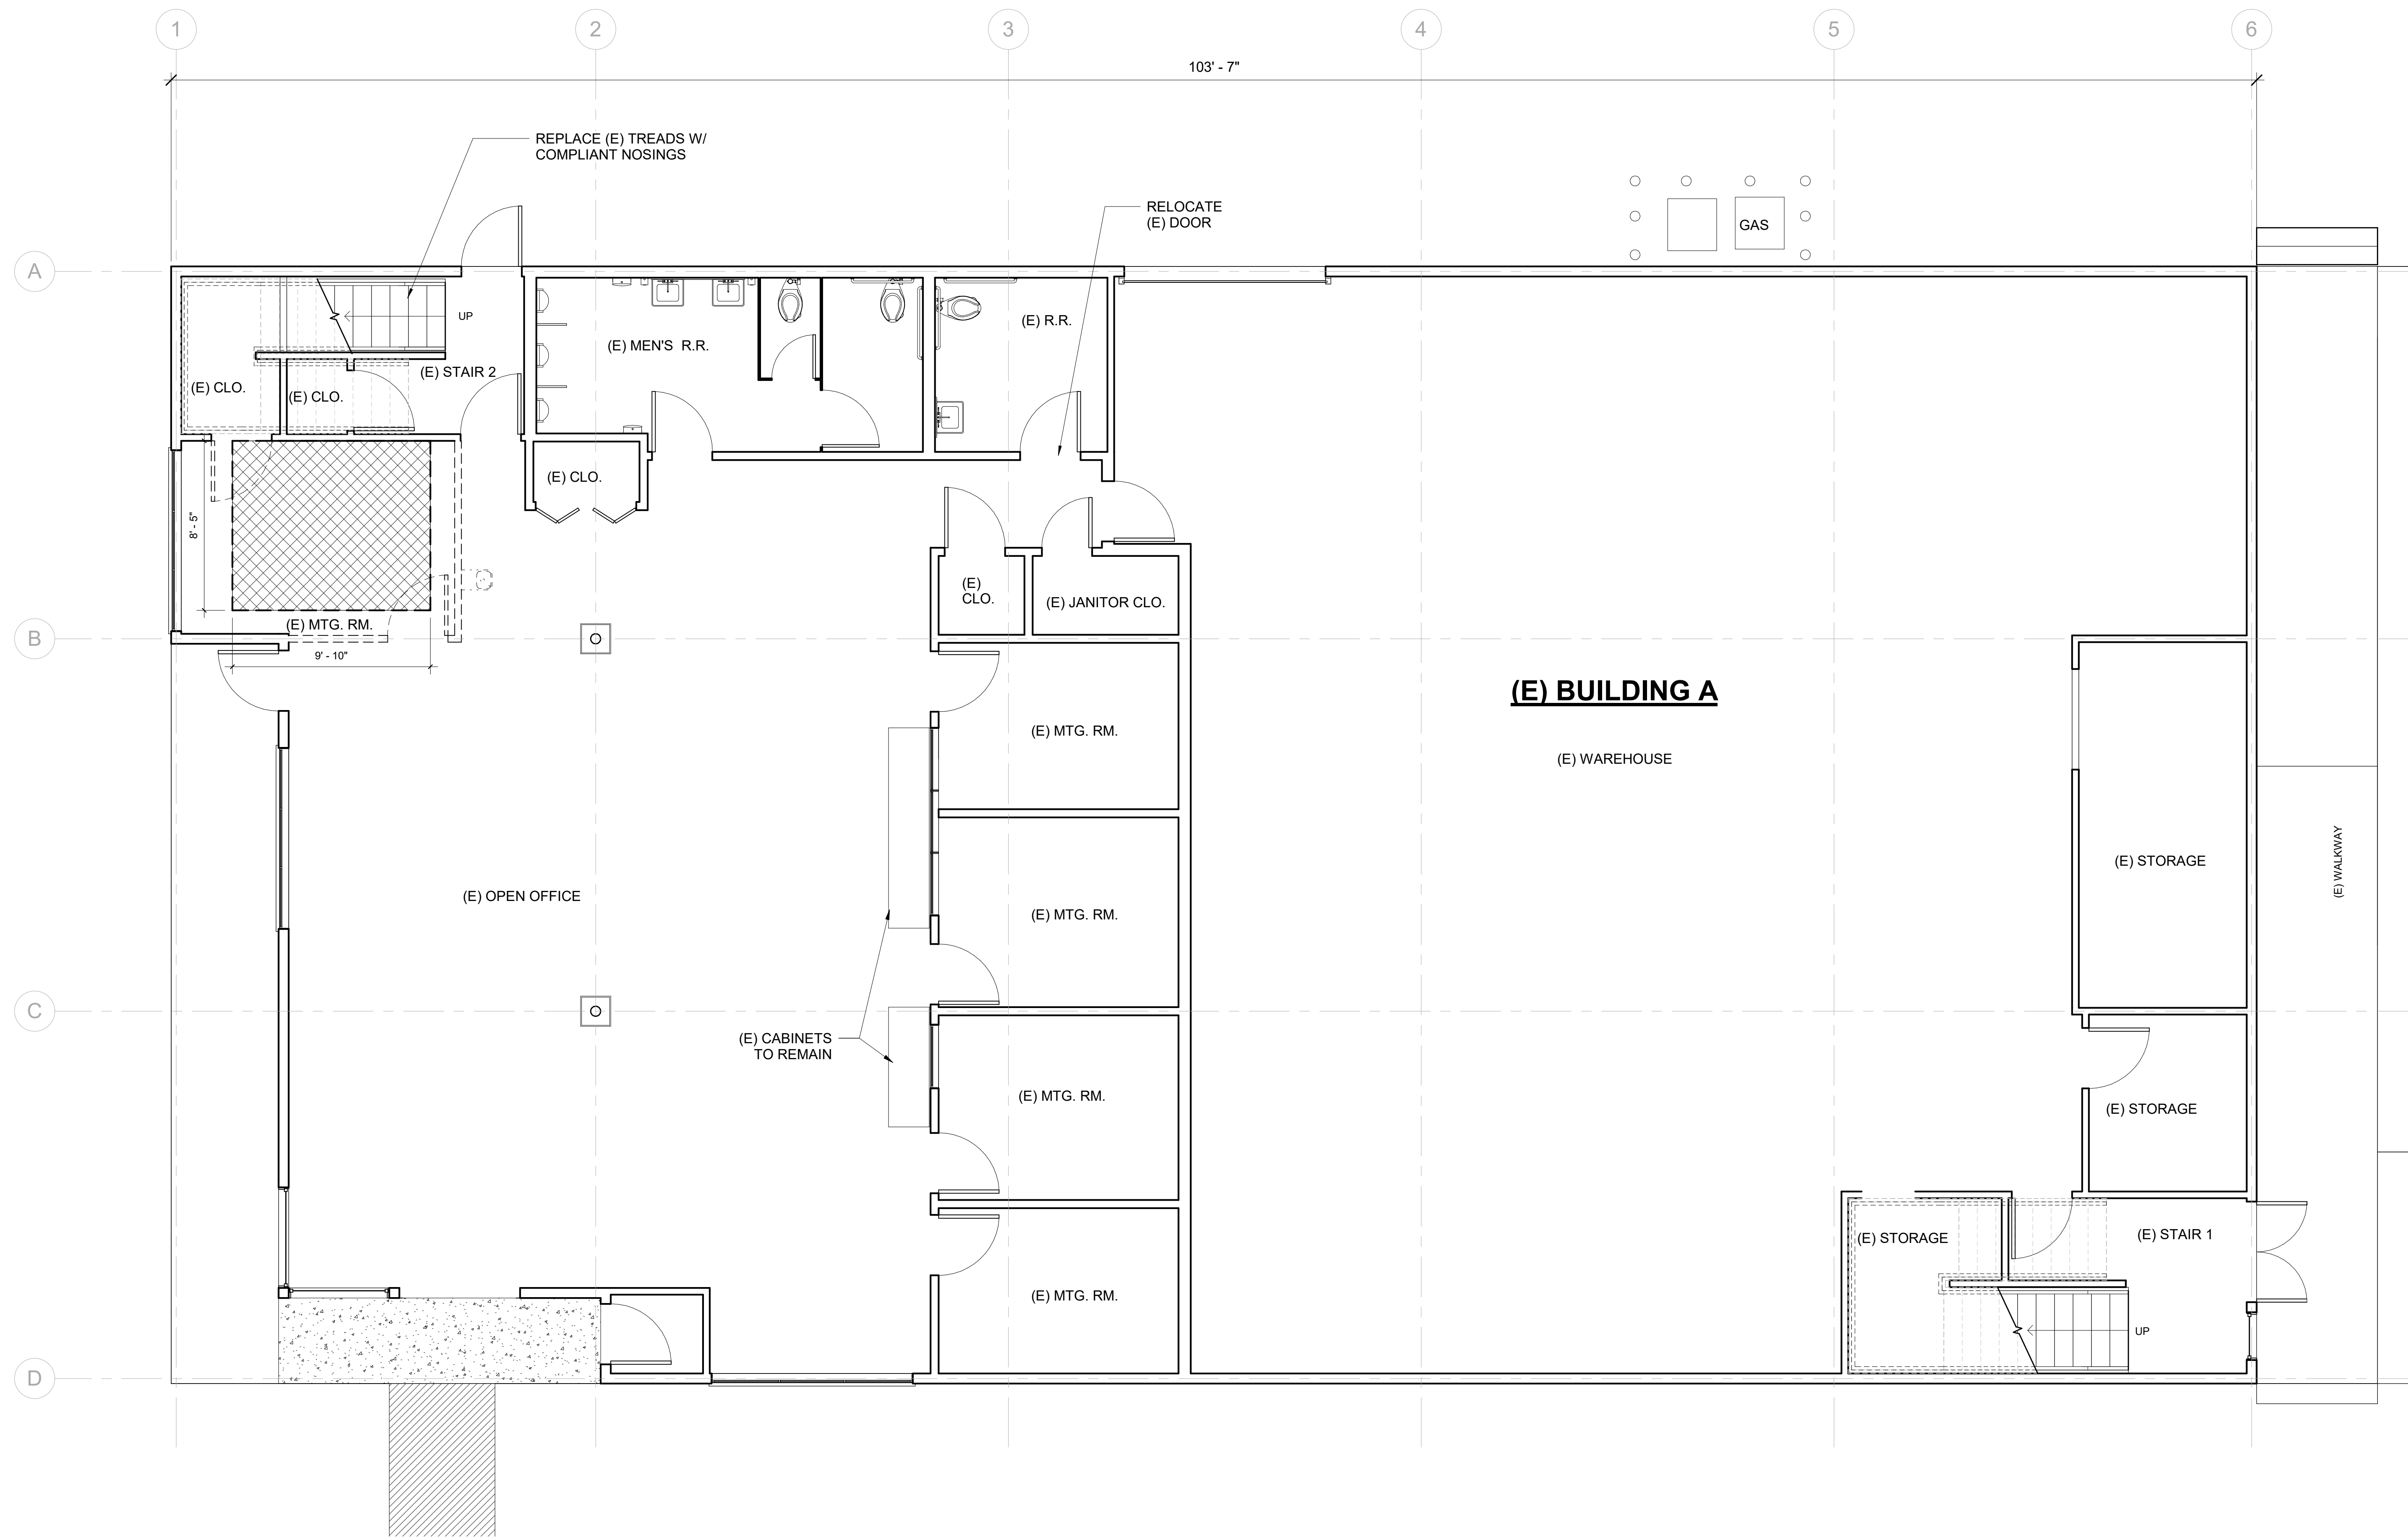 1
2
3
4
5
6
103' - 7"
REPLACE (E) TREADS W/
COMPLIANT NOSINGS
RELOCATE
(E) DOOR
GAS
A
UP
(E) R.R.
(E) MEN'S R.R.
(E) STAIR 2
(E) CLO.
(E) CLO.
(E) CLO.
8' - 5"
(E)
CLO.
(E) JANITOR CLO.
(E) MTG. RM.
B
9' - 10"
(E) BUILDING A
(E) MTG. RM.
(E) WAREHOUSE
(E) STORAGE
(E) WALKWAY
(E) OPEN OFFICE
(E) MTG. RM.
C
(E) CABINETS
TO REMAIN
(E) MTG. RM.
(E) STORAGE
(E) STORAGE
(E) STAIR 1
(E) MTG. RM.
UP
D